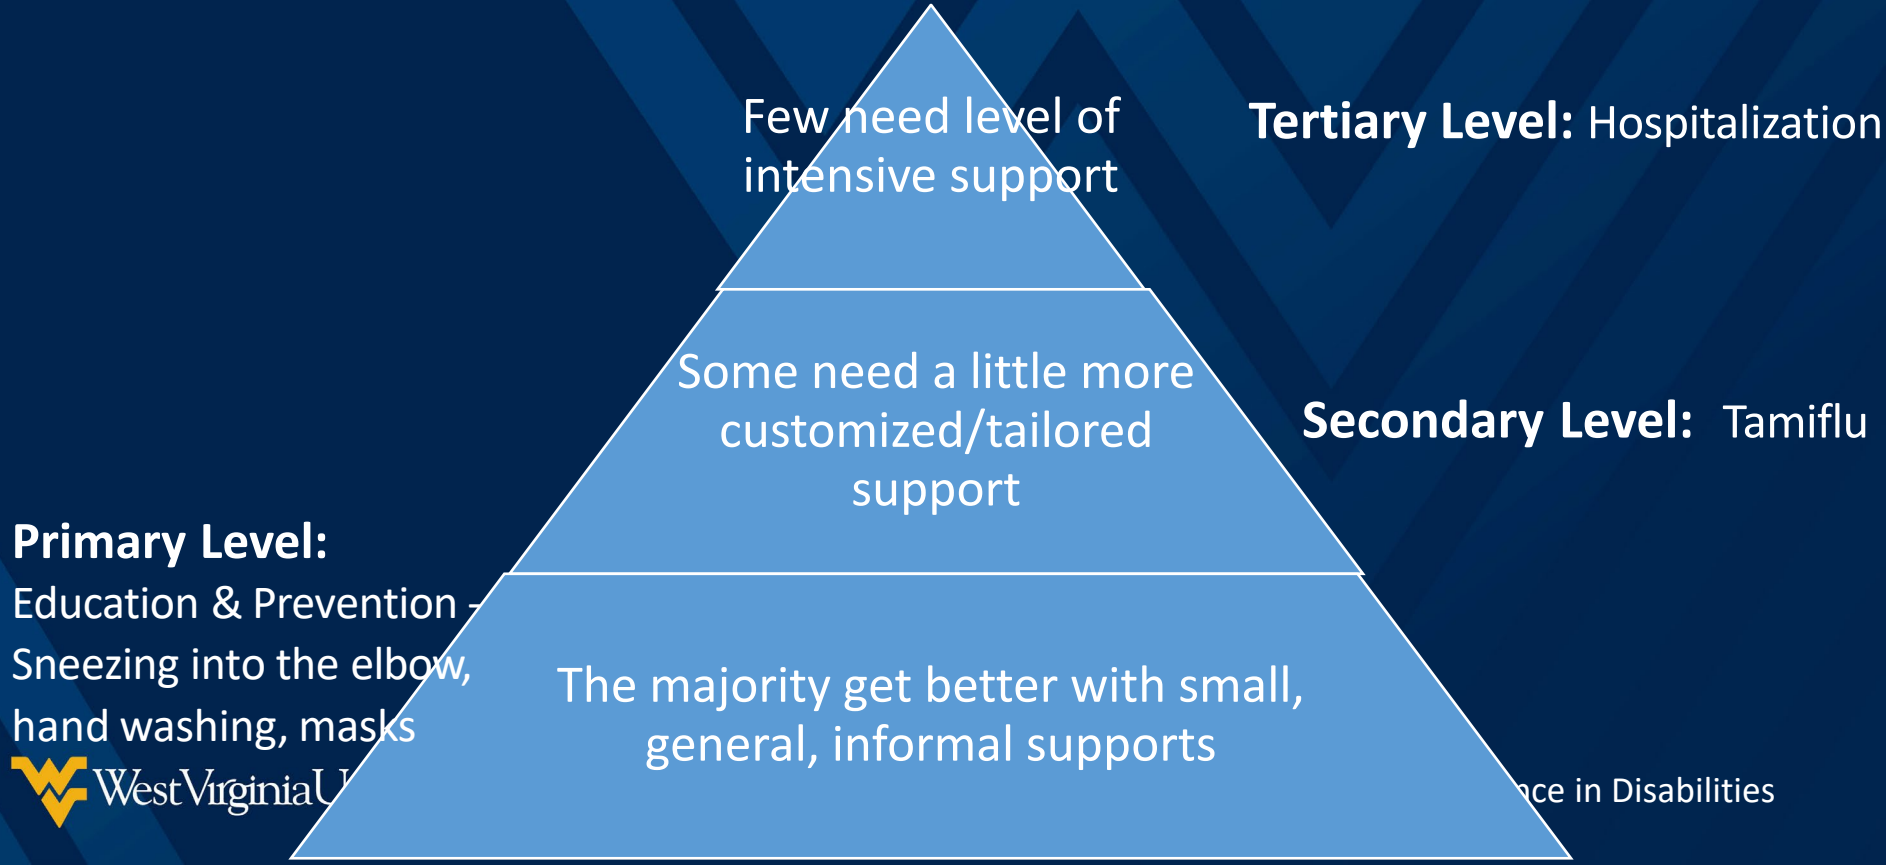 Few need level of
intensive support
Tertiary Level: Hospitalization
Some need a little more
customized/tailored
support
Secondary Level: Tamiflu
Primary Level:
Education & Prevention -
Sneezing into the elbow,
hand washing, masks
The majority get better with small,
general, informal supports
WestVirginiaU
in Disabilities